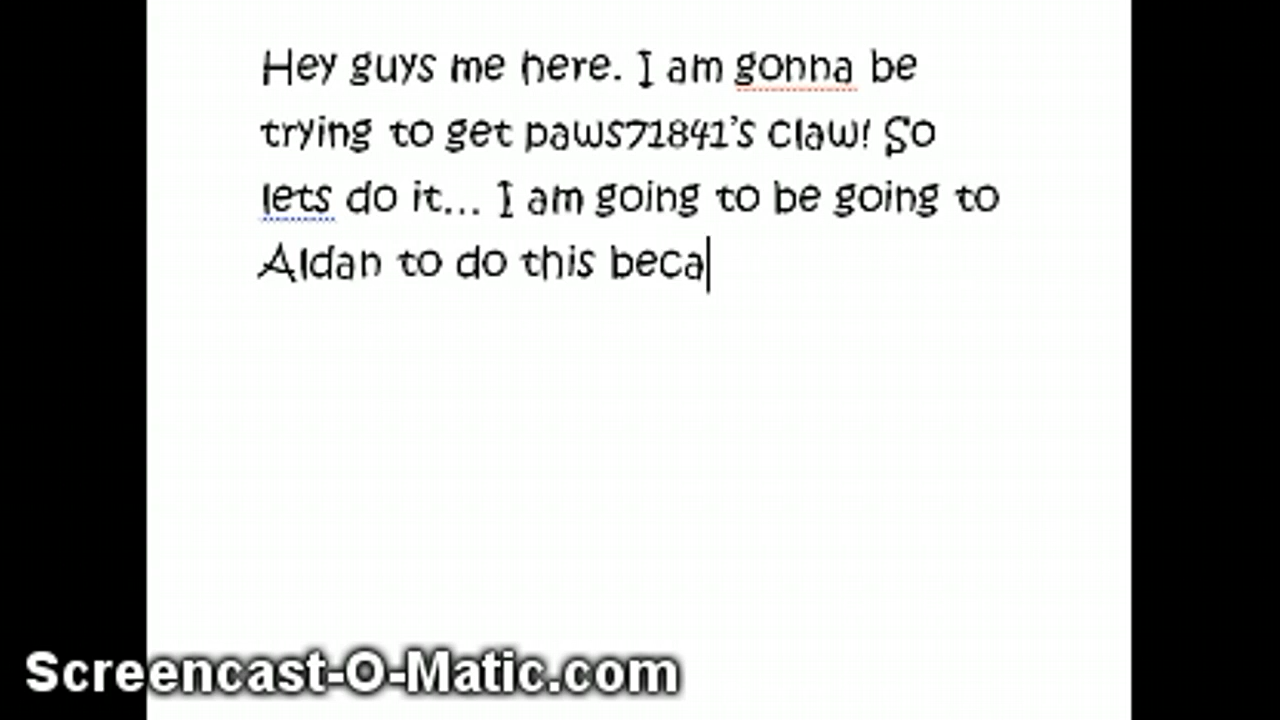 Hey guys me here. I am gonna be
trying to get paws71841's claw! So
lets do it... I am going to be going to
Aldan to do this beca
Screencast-O-Matic.com